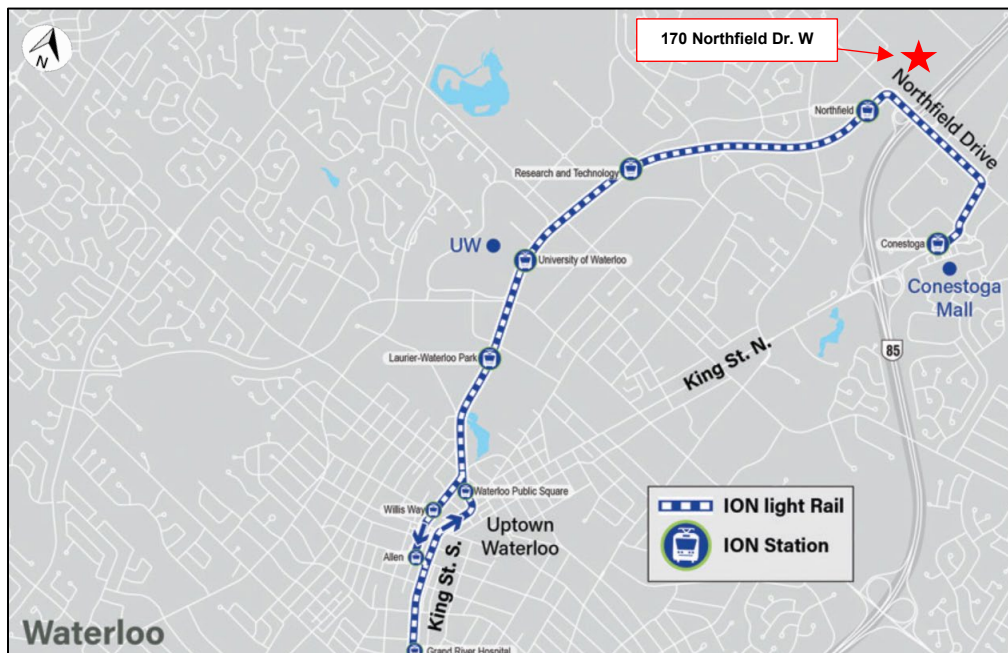 N
170 Northfield Dr. W
Northfield Drive
Northfield
Research and Technology
UW
University of Waterloo
Conestoga
Conestoga
Mall
Laurier-Waterloo Park
King St. N.
85
Waterloo Public Square
Willis Way
Uptown
Waterloo
Allen
King St. S.
ION light Rail
ION Station
Waterloo
Grand River Hospital